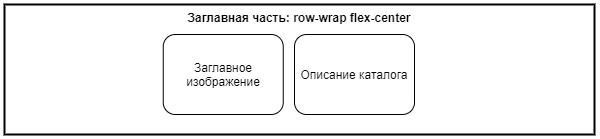 Заглавная часть: row-wrap flex-center
Заглавное
изображение
Описание каталога